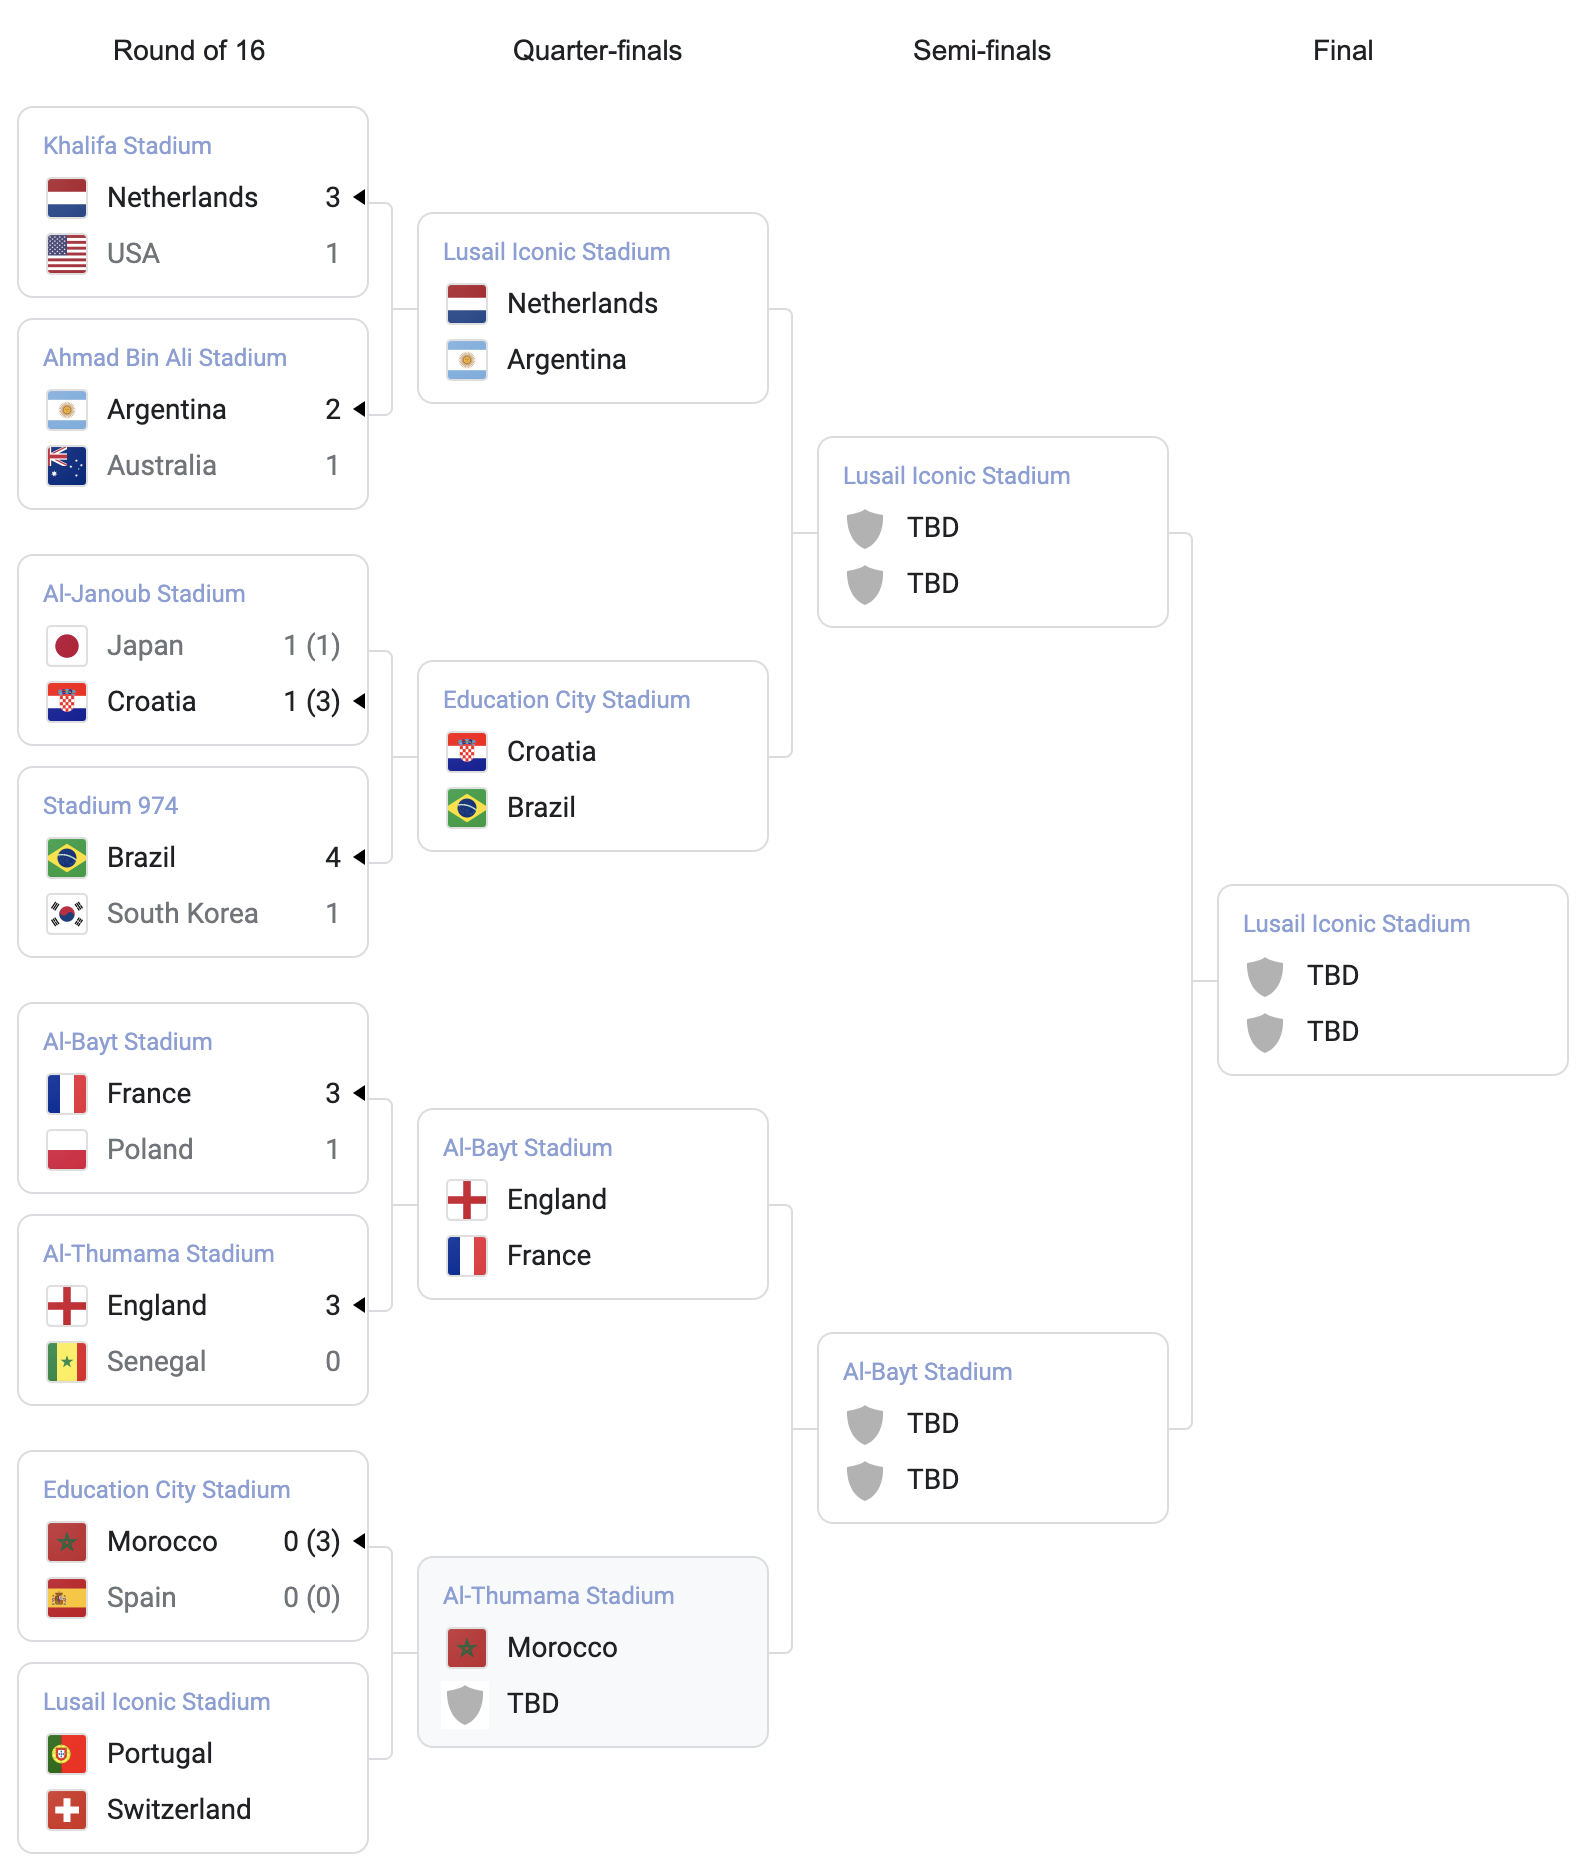 Round of 16
Quarter-finals
Semi-finals
Final
Khalifa Stadium
Netherlands 3
USA 1
Ahmad Bin Ali Stadium
Argentina 2
Australia 1
Al-Janoub Stadium
Japan 1 (1)
Croatia 1 (3)
Stadium 974
Brazil 4
South Korea 1
Al-Bayt Stadium
France 3
Poland 1
Al-Thumama Stadium
England 3
Senegal 0
Education City Stadium
Morocco 0 (3)
Spain 0 (0)
Lusail Iconic Stadium
Portugal
Switzerland
Lusail Iconic Stadium
Netherlands
Argentina
Education City Stadium
Croatia
Brazil
Al-Bayt Stadium
England
France
Al-Thumama Stadium
Morocco
TBD
Lusail Iconic Stadium
TBD
TBD
Al-Bayt Stadium
TBD
TBD
Lusail Iconic Stadium
TBD
TBD